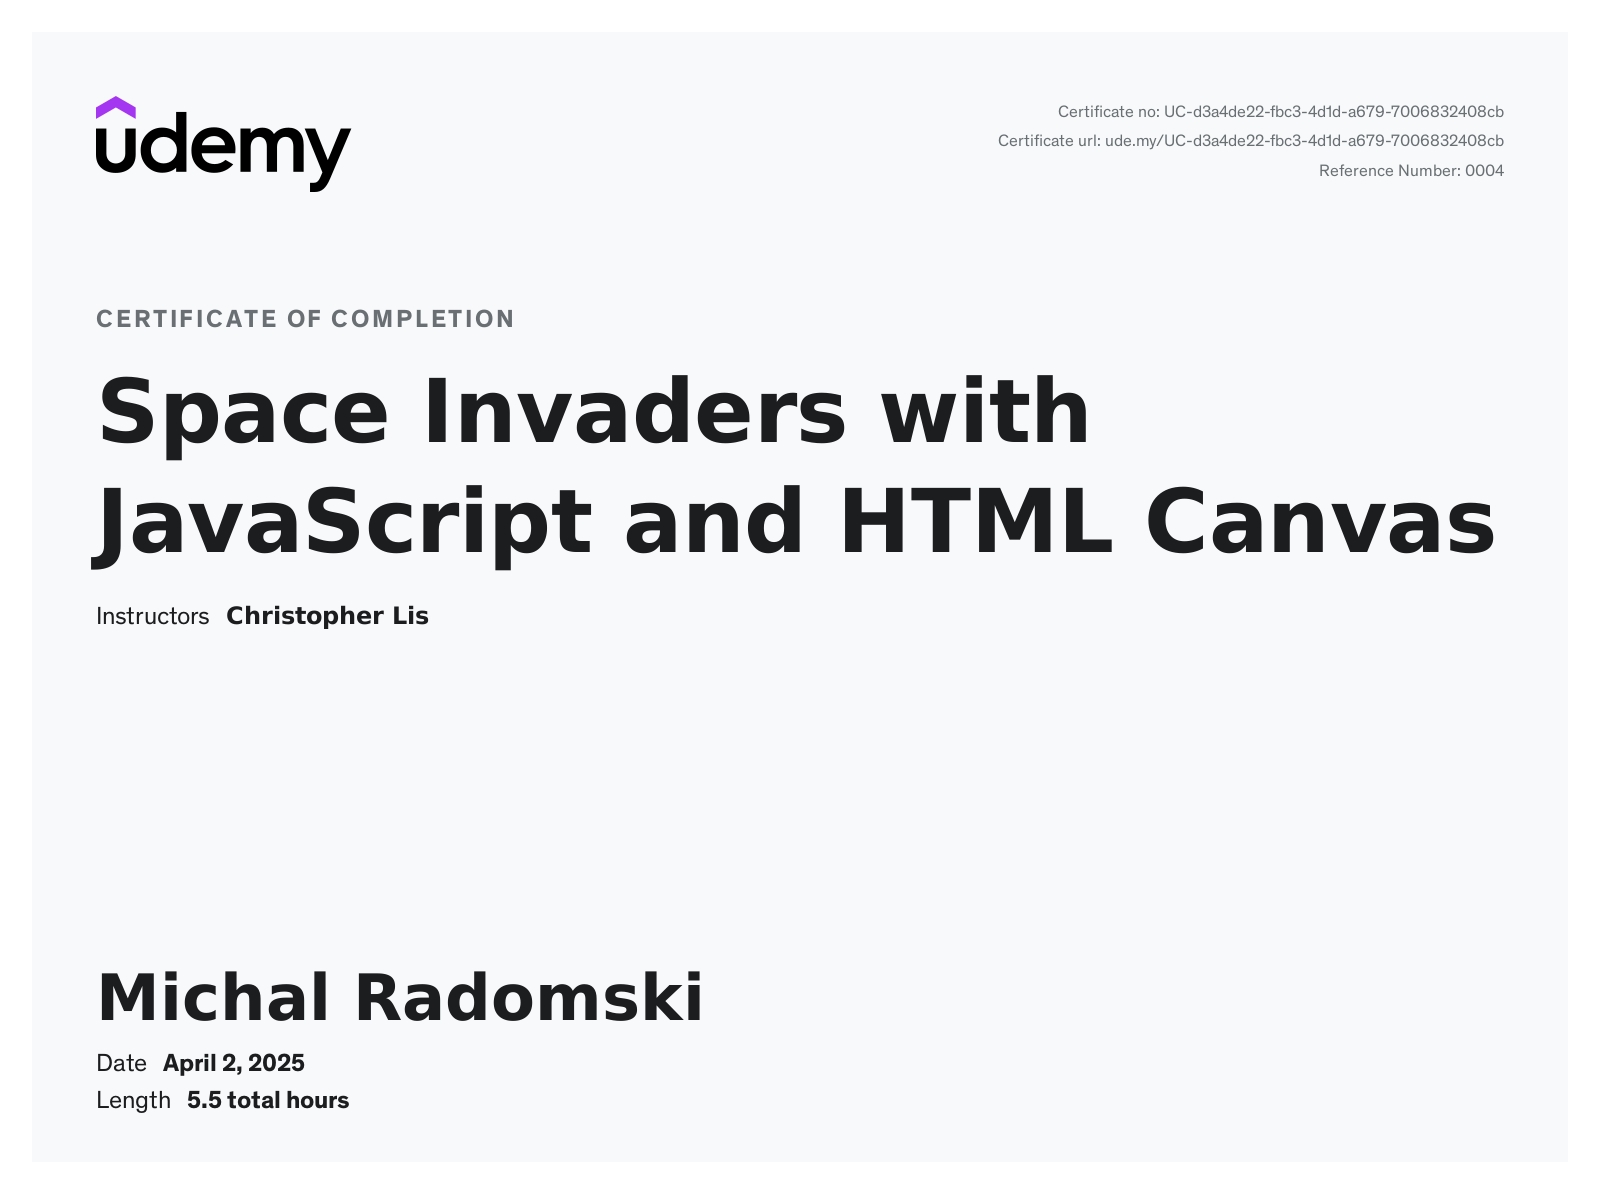 udemy
Certificate no: UC-d3a4de22-fbc3-4d1d-a679-7006832408cb
Certificate url: ude.my/UC-d3a4de22-fbc3-4d1d-a679-7006832408cb
Reference Number: 0004
CERTIFICATE OF COMPLETION
Space Invaders with
JavaScript and HTML Canvas
Instructors Christopher Lis
Michal Radomski
Date April 2, 2025
Length 5.5 total hours